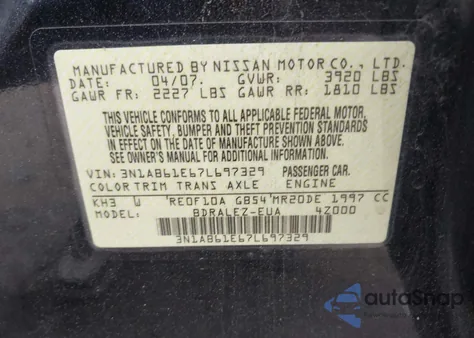 MANUFACTURED BY NISSAN MOTOR CO., LTD.
DATE: 04/07. GVWR: 3920 LBS
GAWR FR: 2227 LBS GAWR RR: 1810 LBS
THIS VEHICLE CONFORMS TO ALL APPLICABLE FEDERAL MOTOR
VEHICLE SAFETY, BUMPER AND THEFT PREVENTION STANDARDS
IN EFFECT ON THE DATE OF MANUFACTURE SHOWN ABOVE.
SEE OWNER'S MANUAL FOR ADDITIONAL INFORMATION.
VIN: 3N1AB61E67L697329 PASSENGER CAR.
COLOR TRIM TRANS AXLE ENGINE
KH3 W RE0F10A GB54 MR20DE 1997 CC
MODEL: BDRALEZ-EUA 4Z000
3N1AB61E67L697329
autoSnap